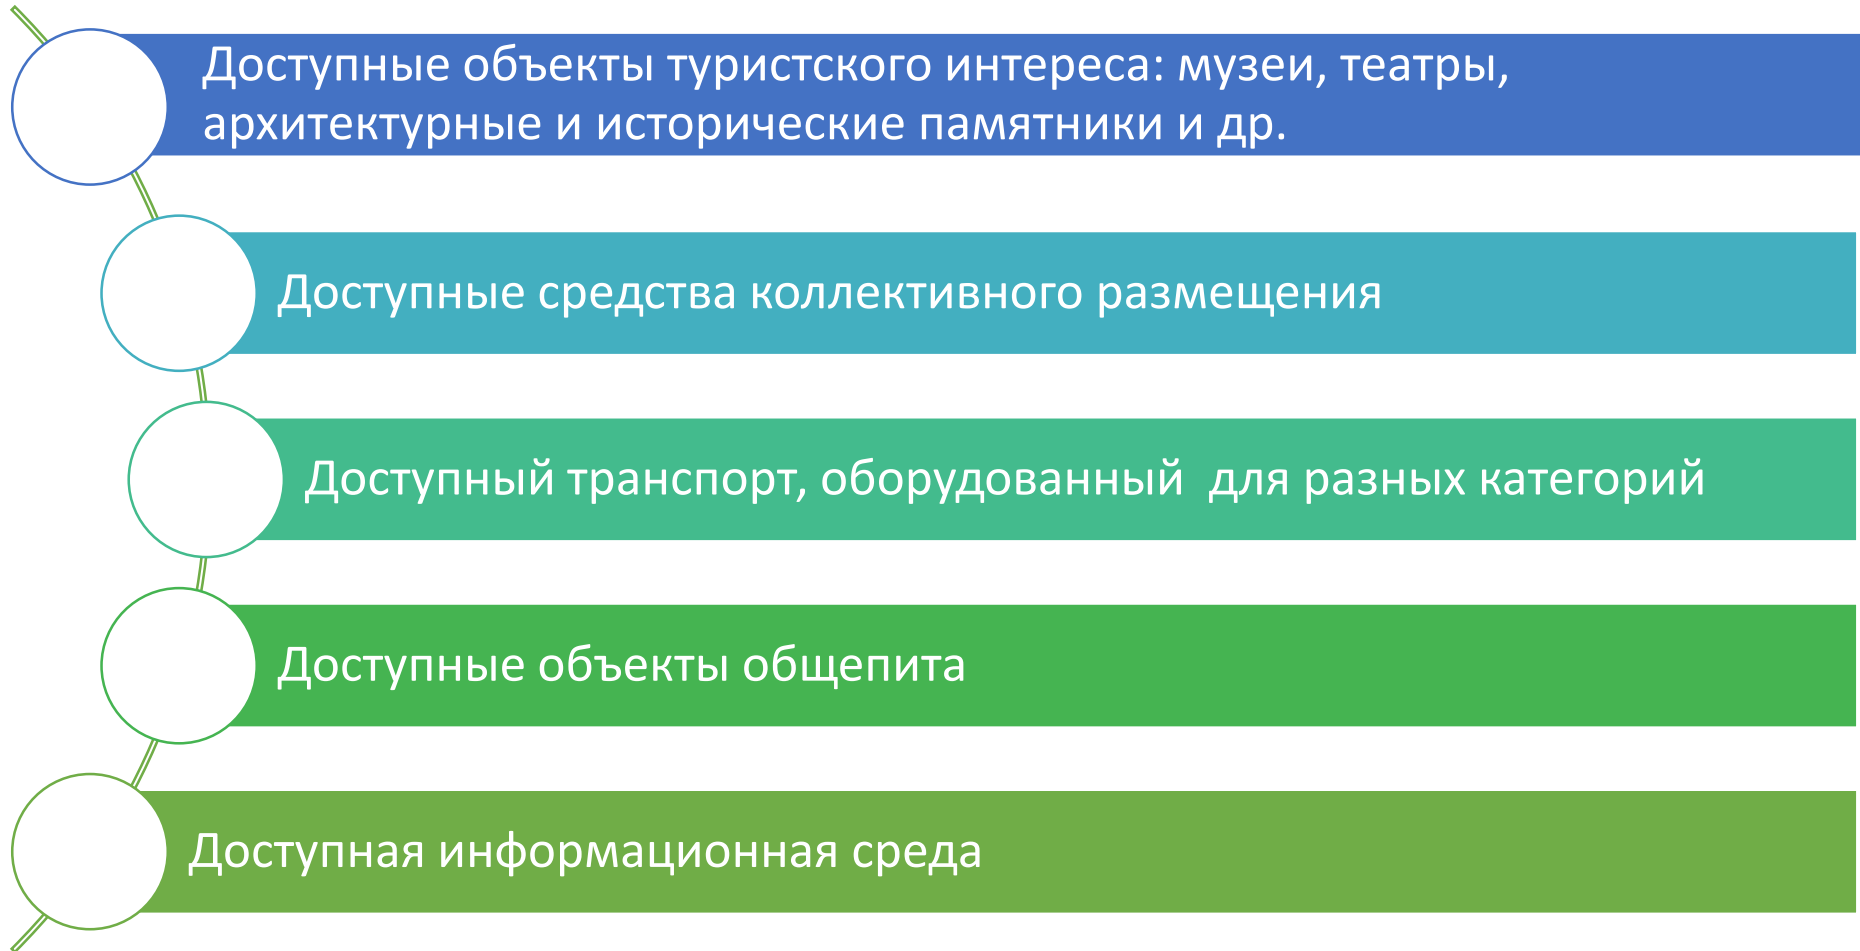 Доступные объекты туристского интереса: музеи, театры,
архитектурные и исторические памятники и др.
Доступные средства коллективного размещения
Доступный транспорт, оборудованный  для разных категорий
Доступные объекты общепита
Доступная информационная среда